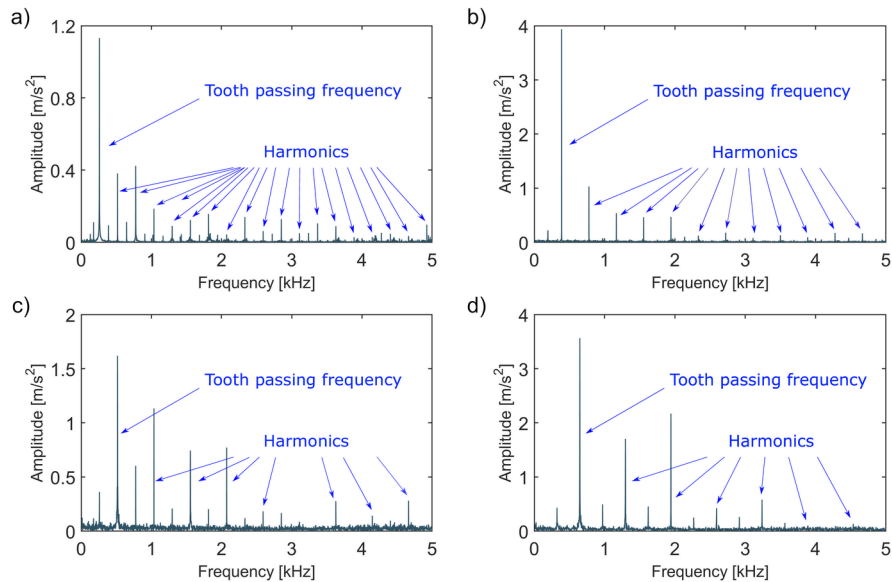 a)
1.2
0.8
0.4
0
Amplitude [m/s²]
Tooth passing frequency
Harmonics
0 1 2 3 4 5
Frequency [kHz]
b)
4
3
2
1
0
Amplitude [m/s²]
Tooth passing frequency
Harmonics
0 1 2 3 4 5
Frequency [kHz]
c)
2
1.5
1
0.5
0
Amplitude [m/s²]
Tooth passing frequency
Harmonics
0 1 2 3 4 5
Frequency [kHz]
d)
4
3
2
1
0
Amplitude [m/s²]
Tooth passing frequency
Harmonics
0 1 2 3 4 5
Frequency [kHz]